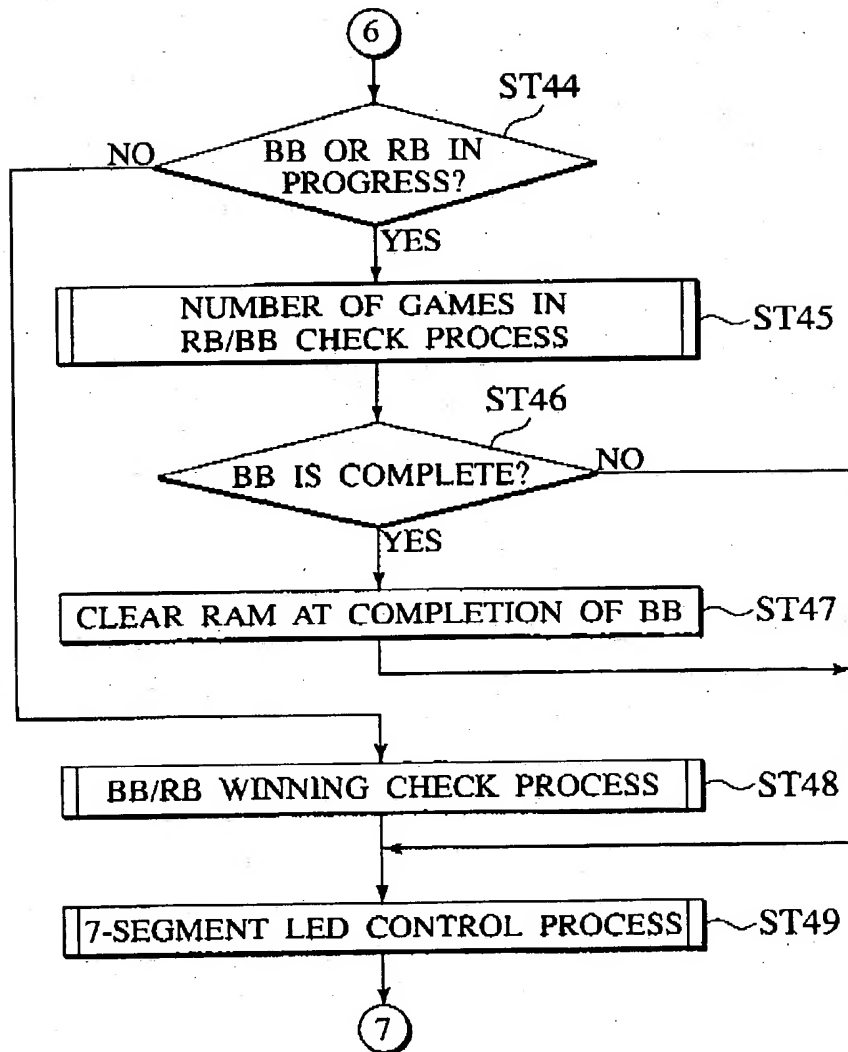 6
ST44
NO
BB OR RB IN
PROGRESS?
YES
NUMBER OF GAMES IN
RB/BB CHECK PROCESS
ST45
ST46
BB IS COMPLETE?
NO
YES
CLEAR RAM AT COMPLETION OF BB
ST47
BB/RB WINNING CHECK PROCESS
ST48
7-SEGMENT LED CONTROL PROCESS
ST49
7